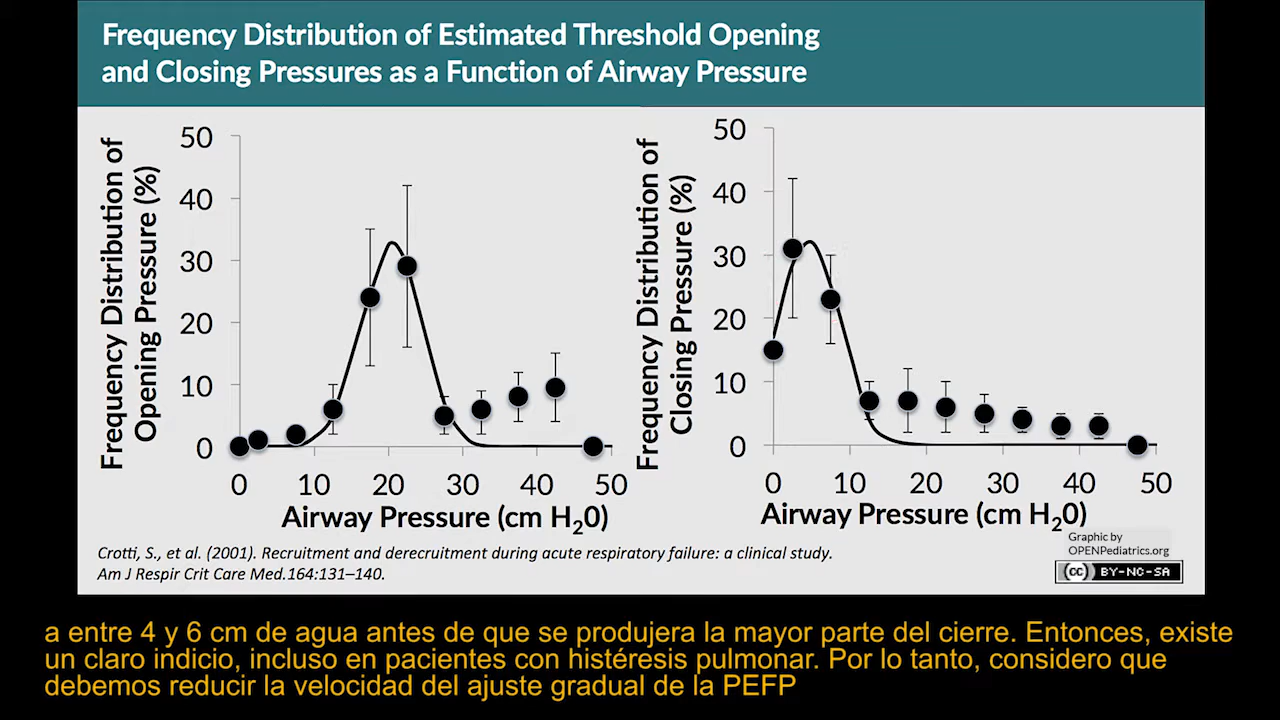 Frequency Distribution of Estimated Threshold Opening
and Closing Pressures as a Function of Airway Pressure
Frequency Distribution of
Opening Pressure (%)
50
40
30
20
10
0
0 10 20 30 40 50
Airway Pressure (cm H20)
Frequency Distribution of
Closing Pressure (%)
50
40
30
20
10
0
0 10 20 30 40 50
Airway Pressure (cm H20)
Crotti, S., et al. (2001). Recruitment and derecruitment during acute respiratory failure: a clinical study.
Am J Respir Crit Care Med.164:131–140.
Graphic by
OPENPediatrics.org
cc BY-NC-SA
a entre 4 y 6 cm de agua antes de que se produjera la mayor parte del cierre. Entonces, existe
un claro indicio, incluso en pacientes con histéresis pulmonar. Por lo tanto, considero que
debemos reducir la velocidad del ajuste gradual de la PEFP